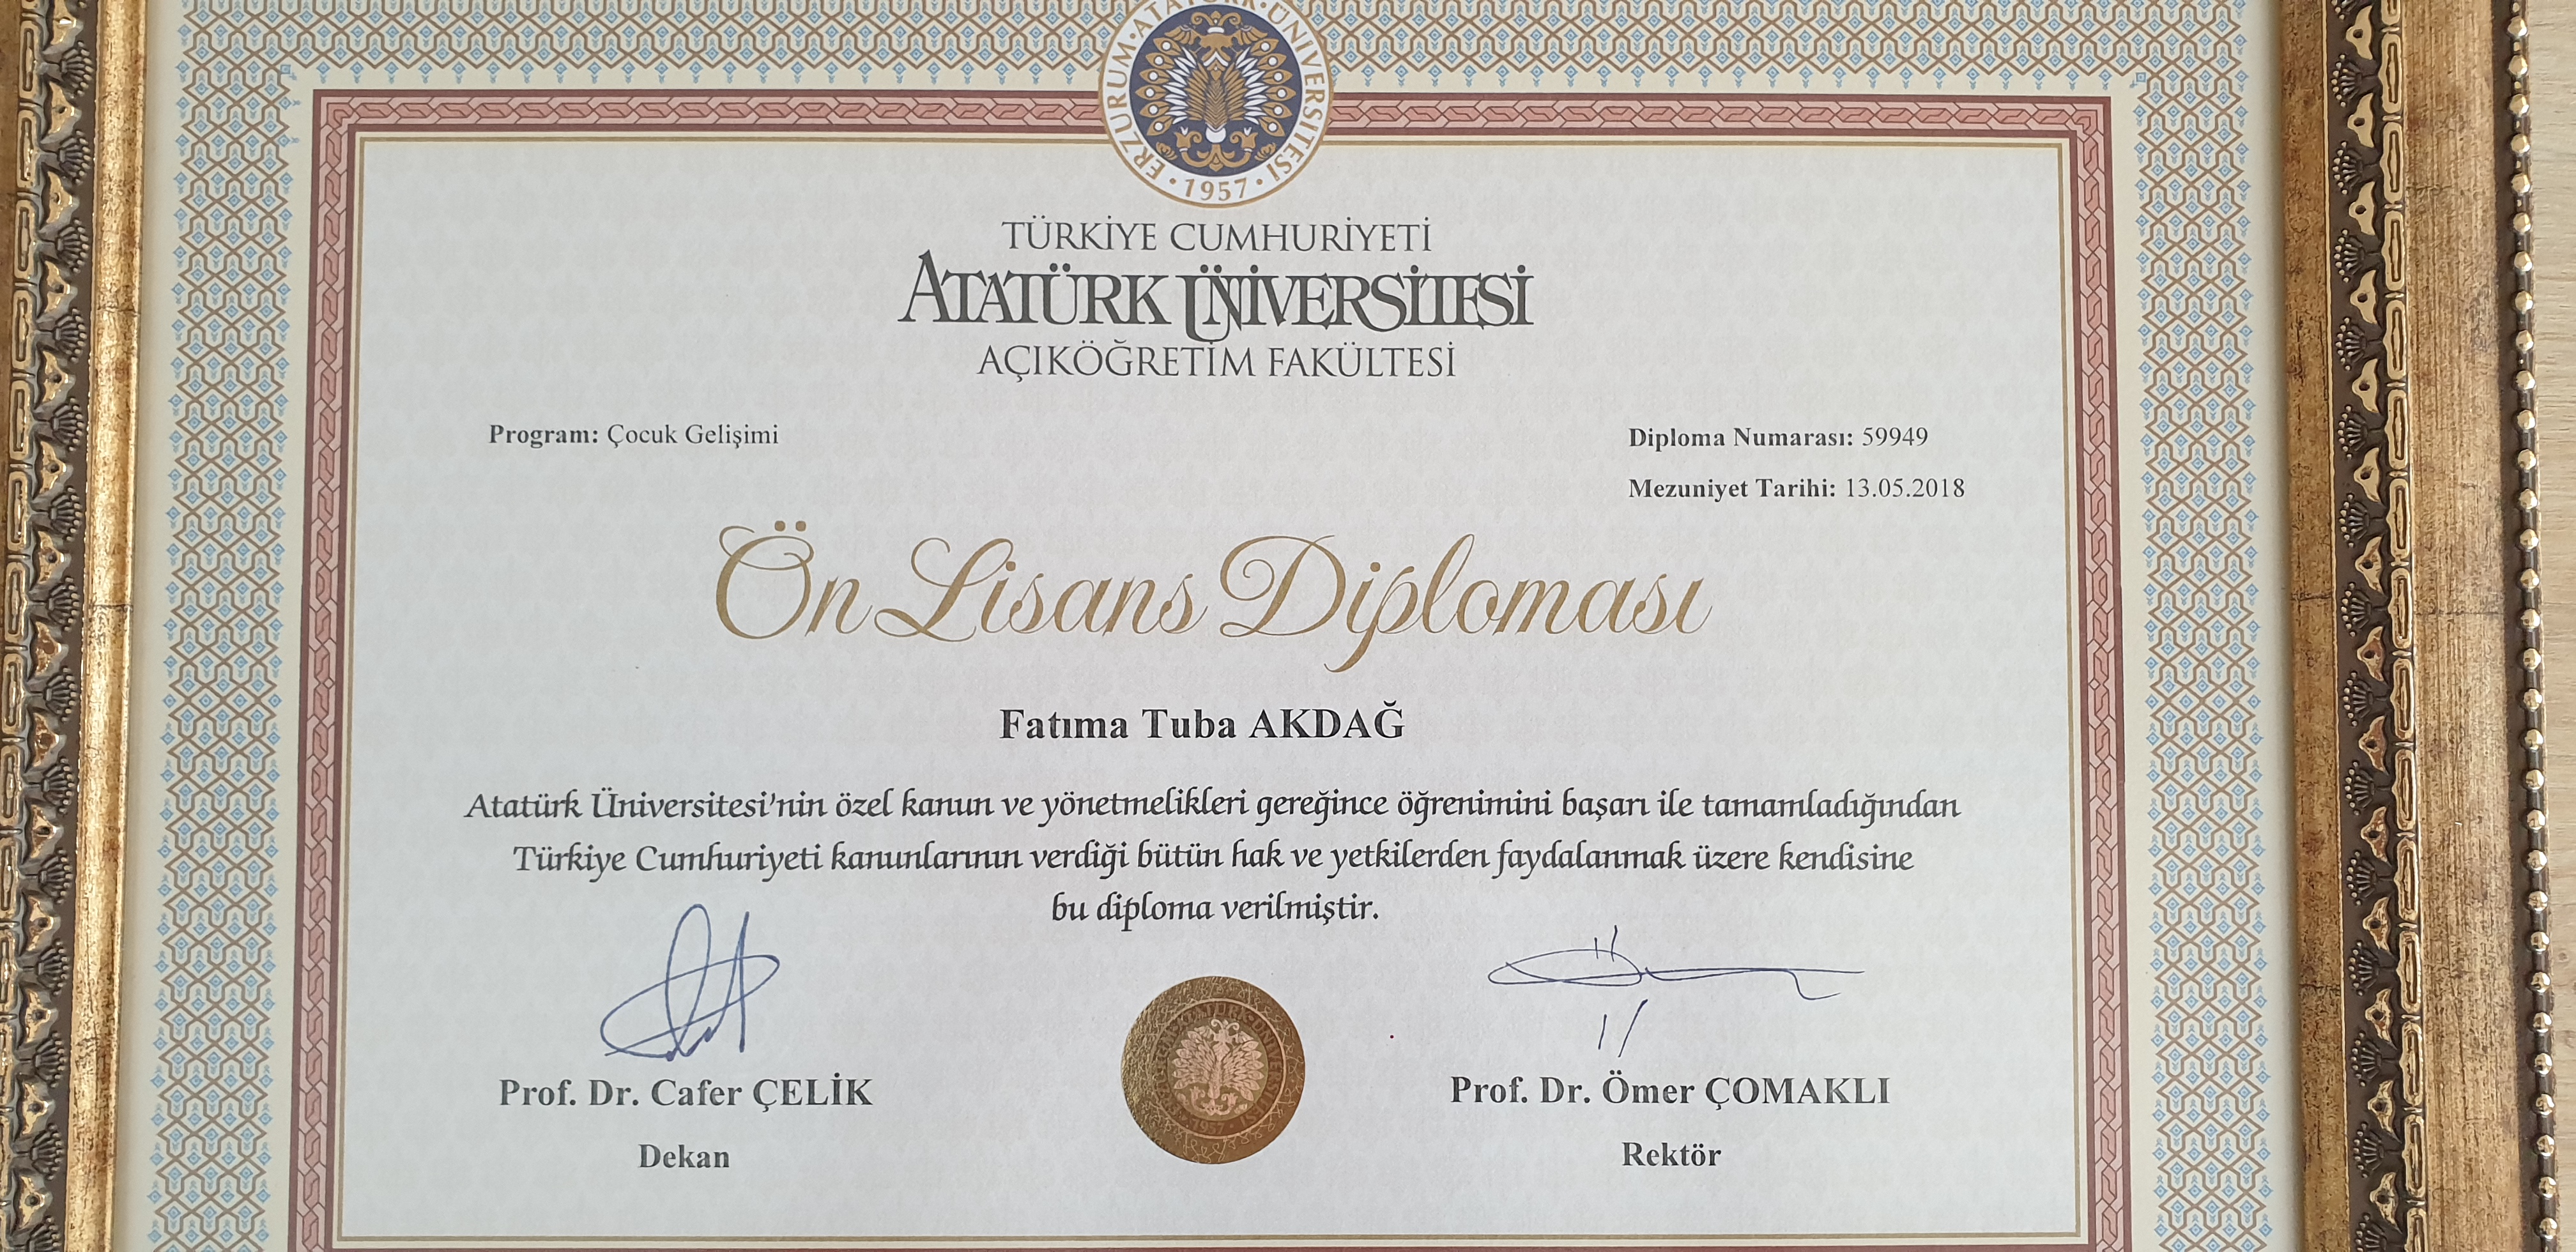 ERZURUM·ATATÜRK·ÜNİVERSİTESİ
·1957·
TÜRKİYE CUMHURİYETİ
ATATÜRK ÜNİVERSİTESİ
AÇIKÖĞRETİM FAKÜLTESİ
Program: Çocuk Gelişimi
Diploma Numarası: 59949
Mezuniyet Tarihi: 13.05.2018
Ön Lisans Diploması
Fatıma Tuba AKDAĞ
Atatürk Üniversitesi'nin özel kanun ve yönetmelikleri gereğince öğrenimini başarı ile tamamladığından
Türkiye Cumhuriyeti kanunlarının verdiği bütün hak ve yetkilerden faydalanmak üzere kendisine
bu diploma verilmiştir.
Prof. Dr. Cafer ÇELİK
Dekan
1957
Prof. Dr. Ömer ÇOMAKLI
Rektör